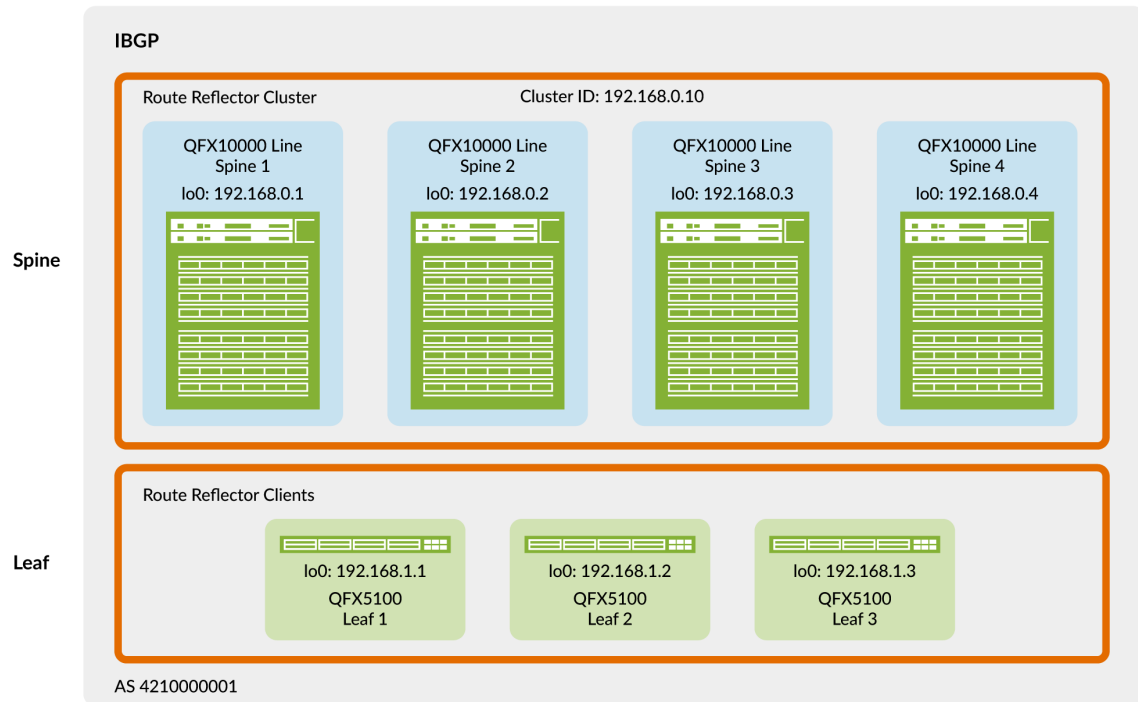 IBGP
Route Reflector Cluster
Cluster ID: 192.168.0.10
QFX10000 Line
Spine 1
lo0: 192.168.0.1
QFX10000 Line
Spine 2
lo0: 192.168.0.2
QFX10000 Line
Spine 3
lo0: 192.168.0.3
QFX10000 Line
Spine 4
lo0: 192.168.0.4
Spine
Route Reflector Clients
Leaf
lo0: 192.168.1.1
QFX5100
Leaf 1
lo0: 192.168.1.2
QFX5100
Leaf 2
lo0: 192.168.1.3
QFX5100
Leaf 3
AS 4210000001